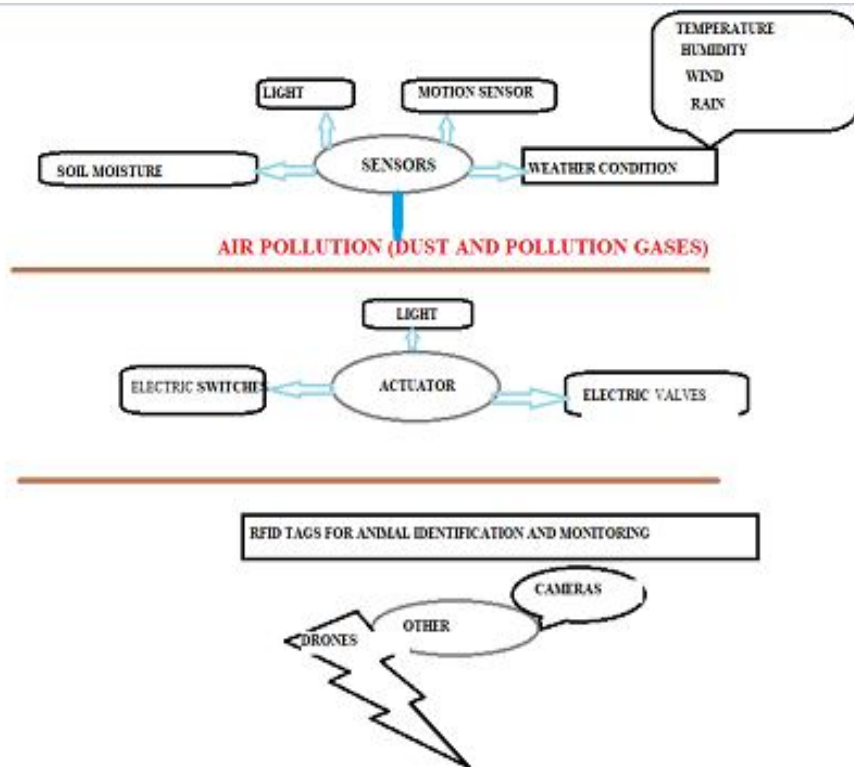 TEMPERATURE
HUMIDITY
WIND
RAIN
LIGHT
MOTION SENSOR
SOIL MOISTURE
SENSORS
WEATHER CONDITION
AIR POLLUTION (DUST AND POLLUTION GASES)
LIGHT
ELECTRIC SWITCHES
ACTUATOR
ELECTRIC VALVES
RFID TAGS FOR ANIMAL IDENTIFICATION AND MONITORING
CAMERAS
OTHER
DRONES